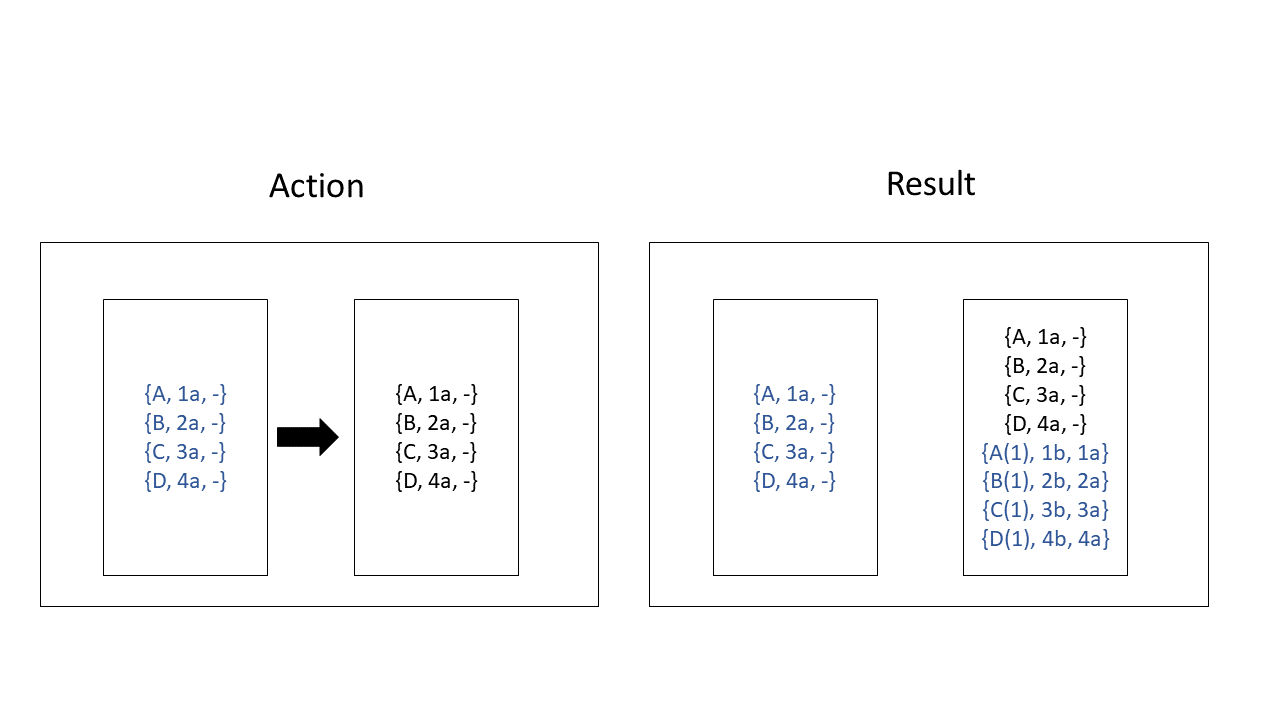 Action
Result
{A, 1a, -}
{B, 2a, -}
{C, 3a, -}
{D, 4a, -}
{A, 1a, -}
{B, 2a, -}
{C, 3a, -}
{D, 4a, -}
{A, 1a, -}
{B, 2a, -}
{C, 3a, -}
{D, 4a, -}
{A, 1a, -}
{B, 2a, -}
{C, 3a, -}
{D, 4a, -}
{A(1), 1b, 1a}
{B(1), 2b, 2a}
{C(1), 3b, 3a}
{D(1), 4b, 4a}